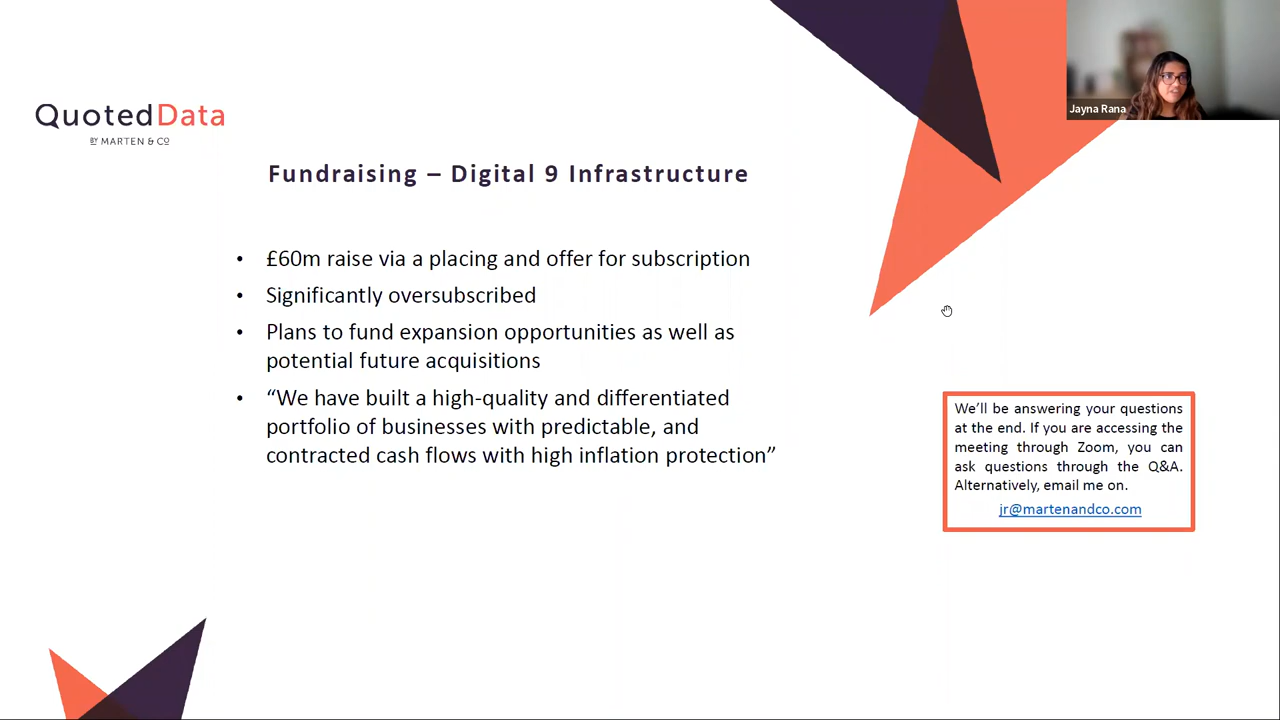 Jayna Rana
QuotedData
BY MARTEN & CO
Fundraising – Digital 9 Infrastructure
• £60m raise via a placing and offer for subscription
• Significantly oversubscribed
• Plans to fund expansion opportunities as well as
potential future acquisitions
• “We have built a high-quality and differentiated
portfolio of businesses with predictable, and
contracted cash flows with high inflation protection”
We’ll be answering your questions
at the end. If you are accessing the
meeting through Zoom, you can
ask questions through the Q&A.
Alternatively, email me on.
jr@martenandco.com